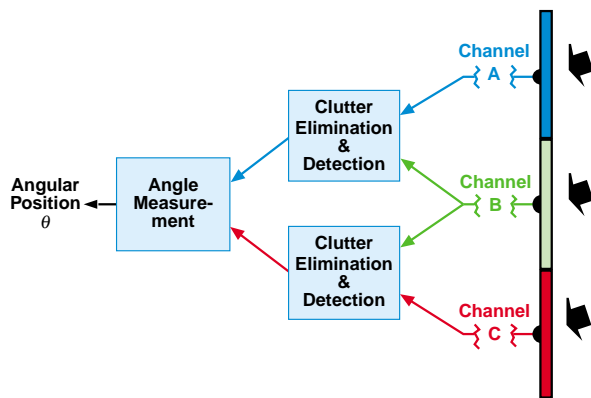 Channel
A
Clutter
Elimination
&
Detection
Angular
Position
θ
Angle
Measure-
ment
Channel
B
Clutter
Elimination
&
Detection
Channel
C